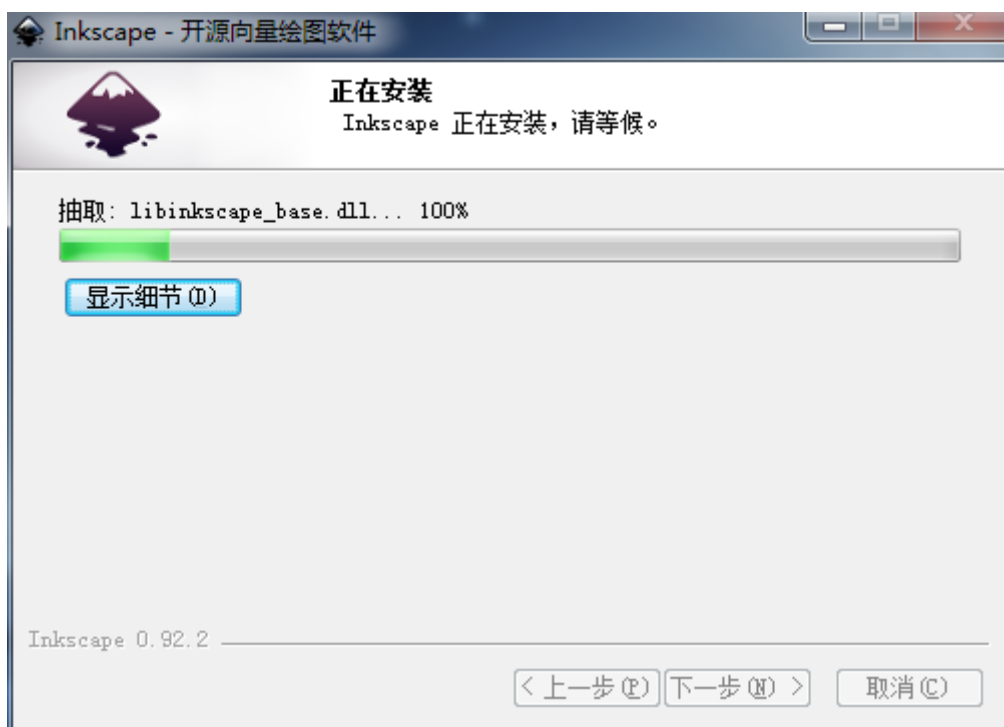 Inkscape - 开源向量绘图软件
正在安装
Inkscape 正在安装，请等候。
抽取: libinkscape_base.dll... 100%
显示细节(D)
Inkscape 0.92.2
< 上一步(P) 下一步(N) > 取消(C)